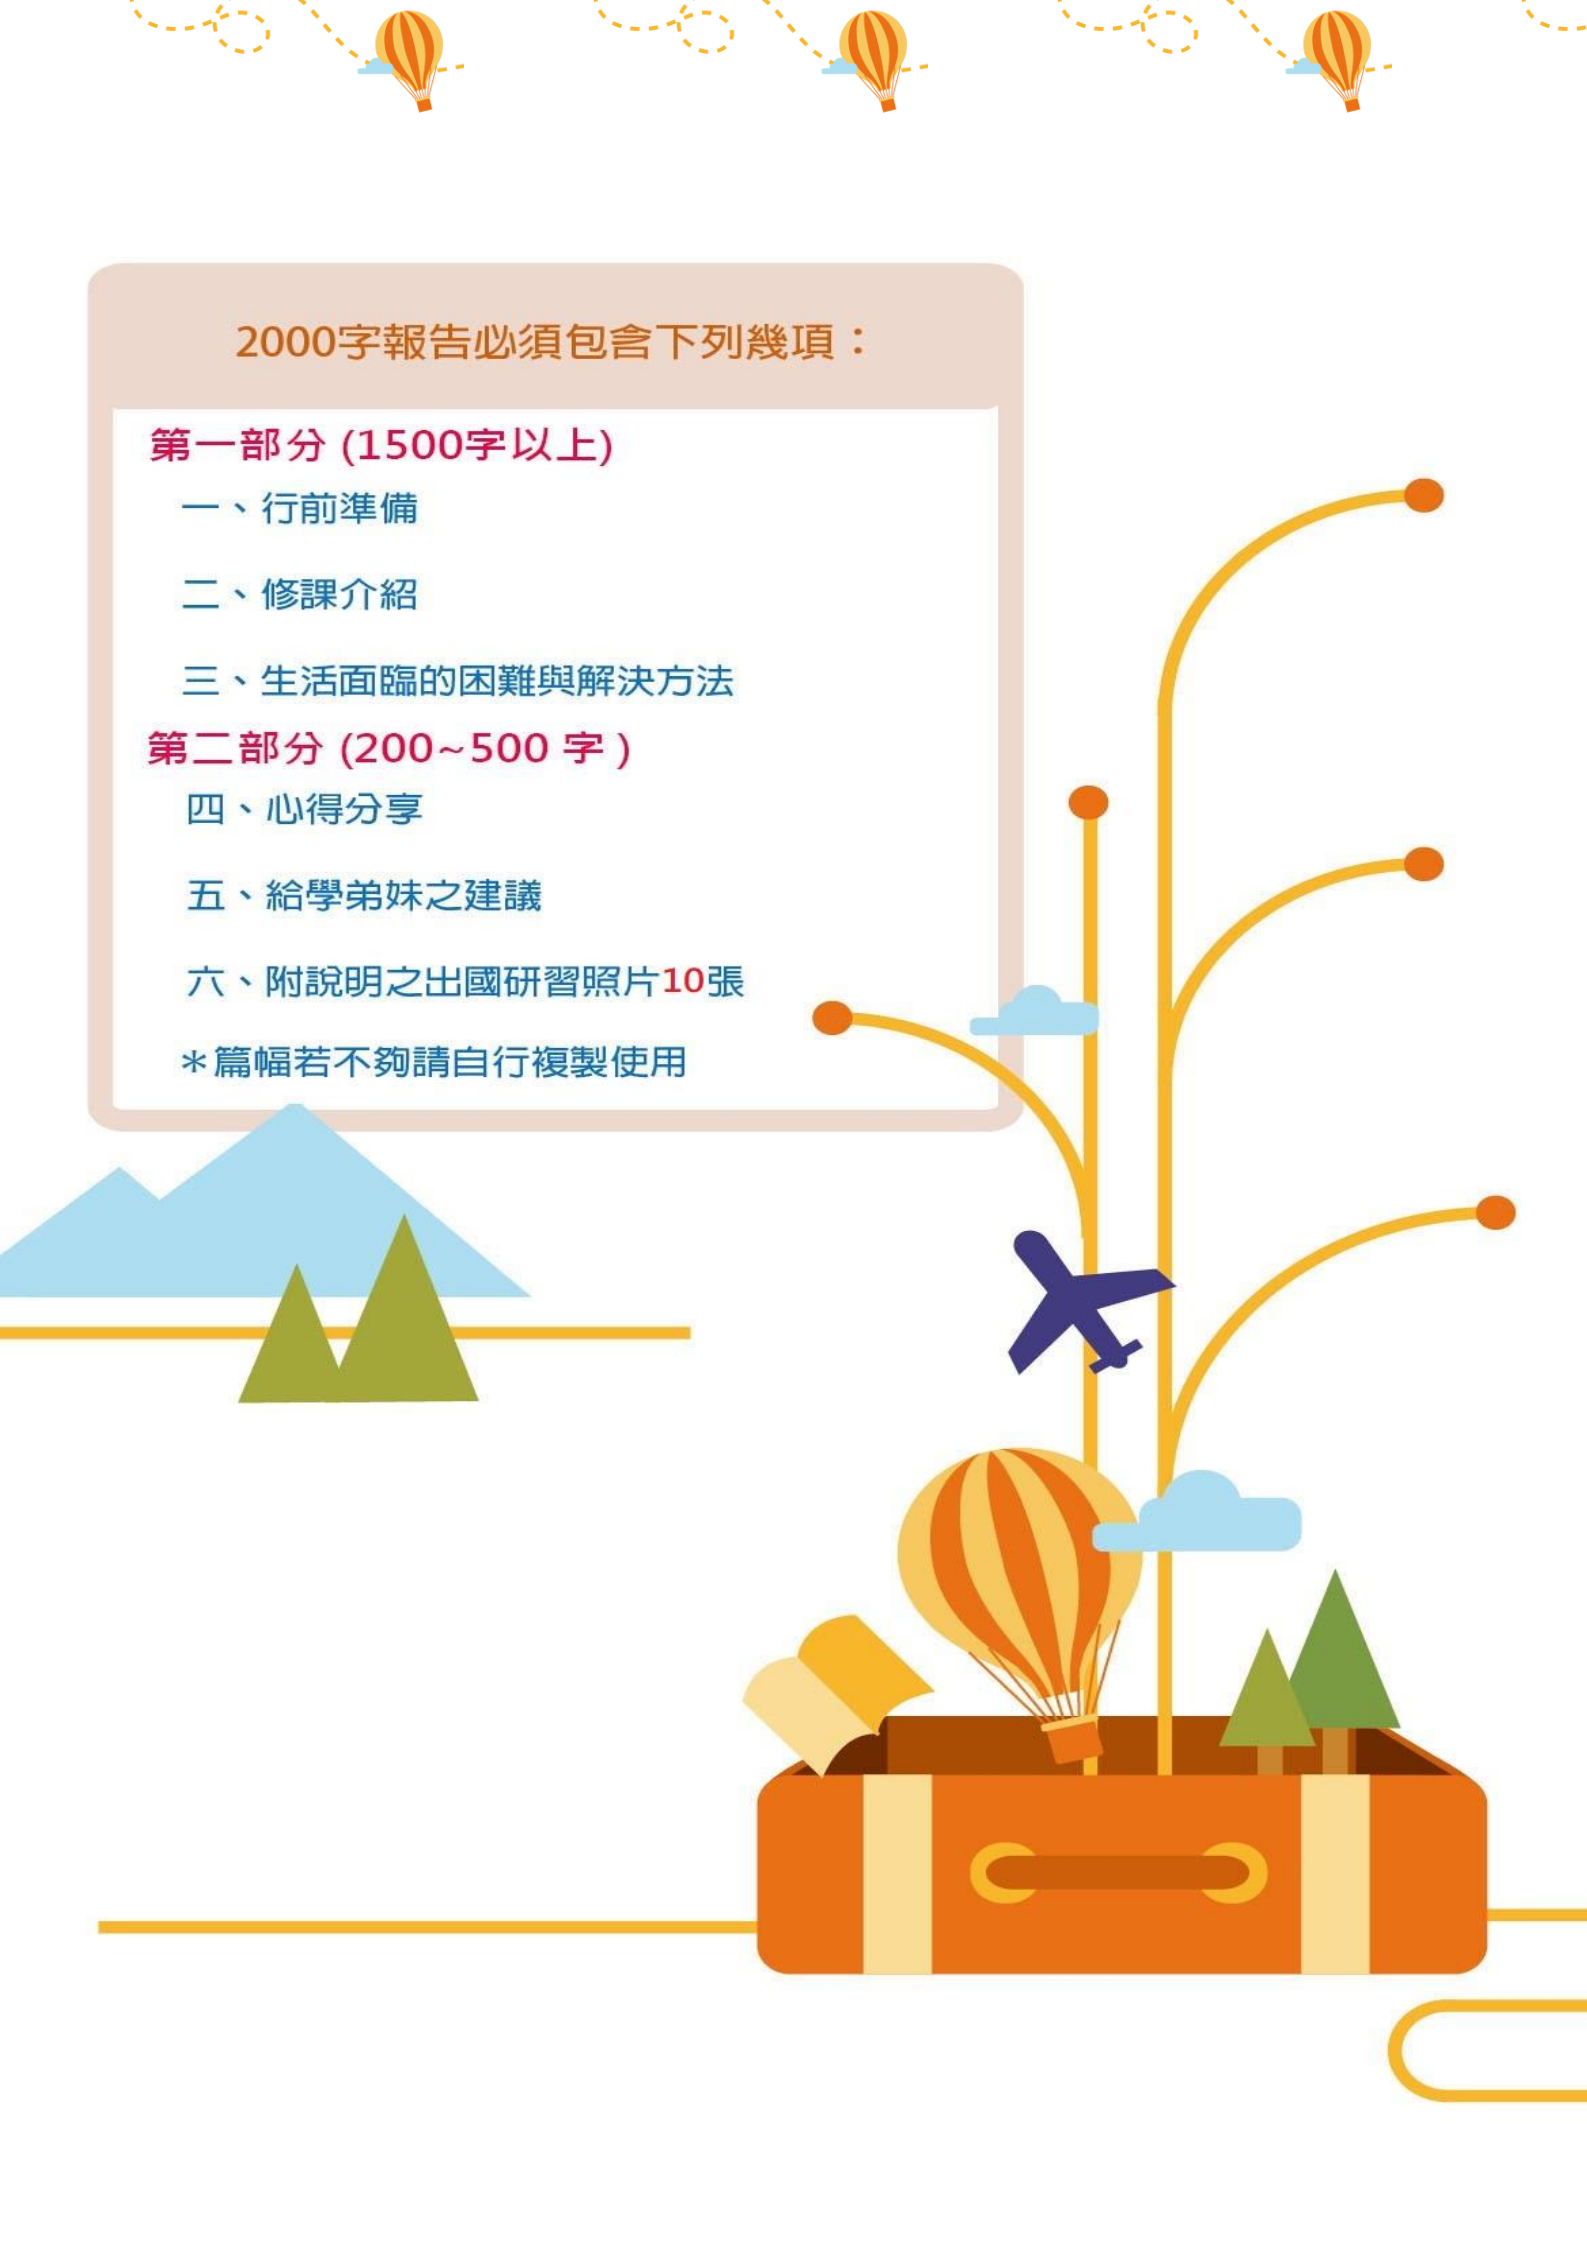 2000字報告必須包含下列幾項：
第一部分 (1500字以上)
一、行前準備
二、修課介紹
三、生活面臨的困難與解決方法
第二部分 (200~500 字 )
四、心得分享
五、給學弟妹之建議
六、附說明之出國研習照片10張
＊篇幅若不夠請自行複製使用